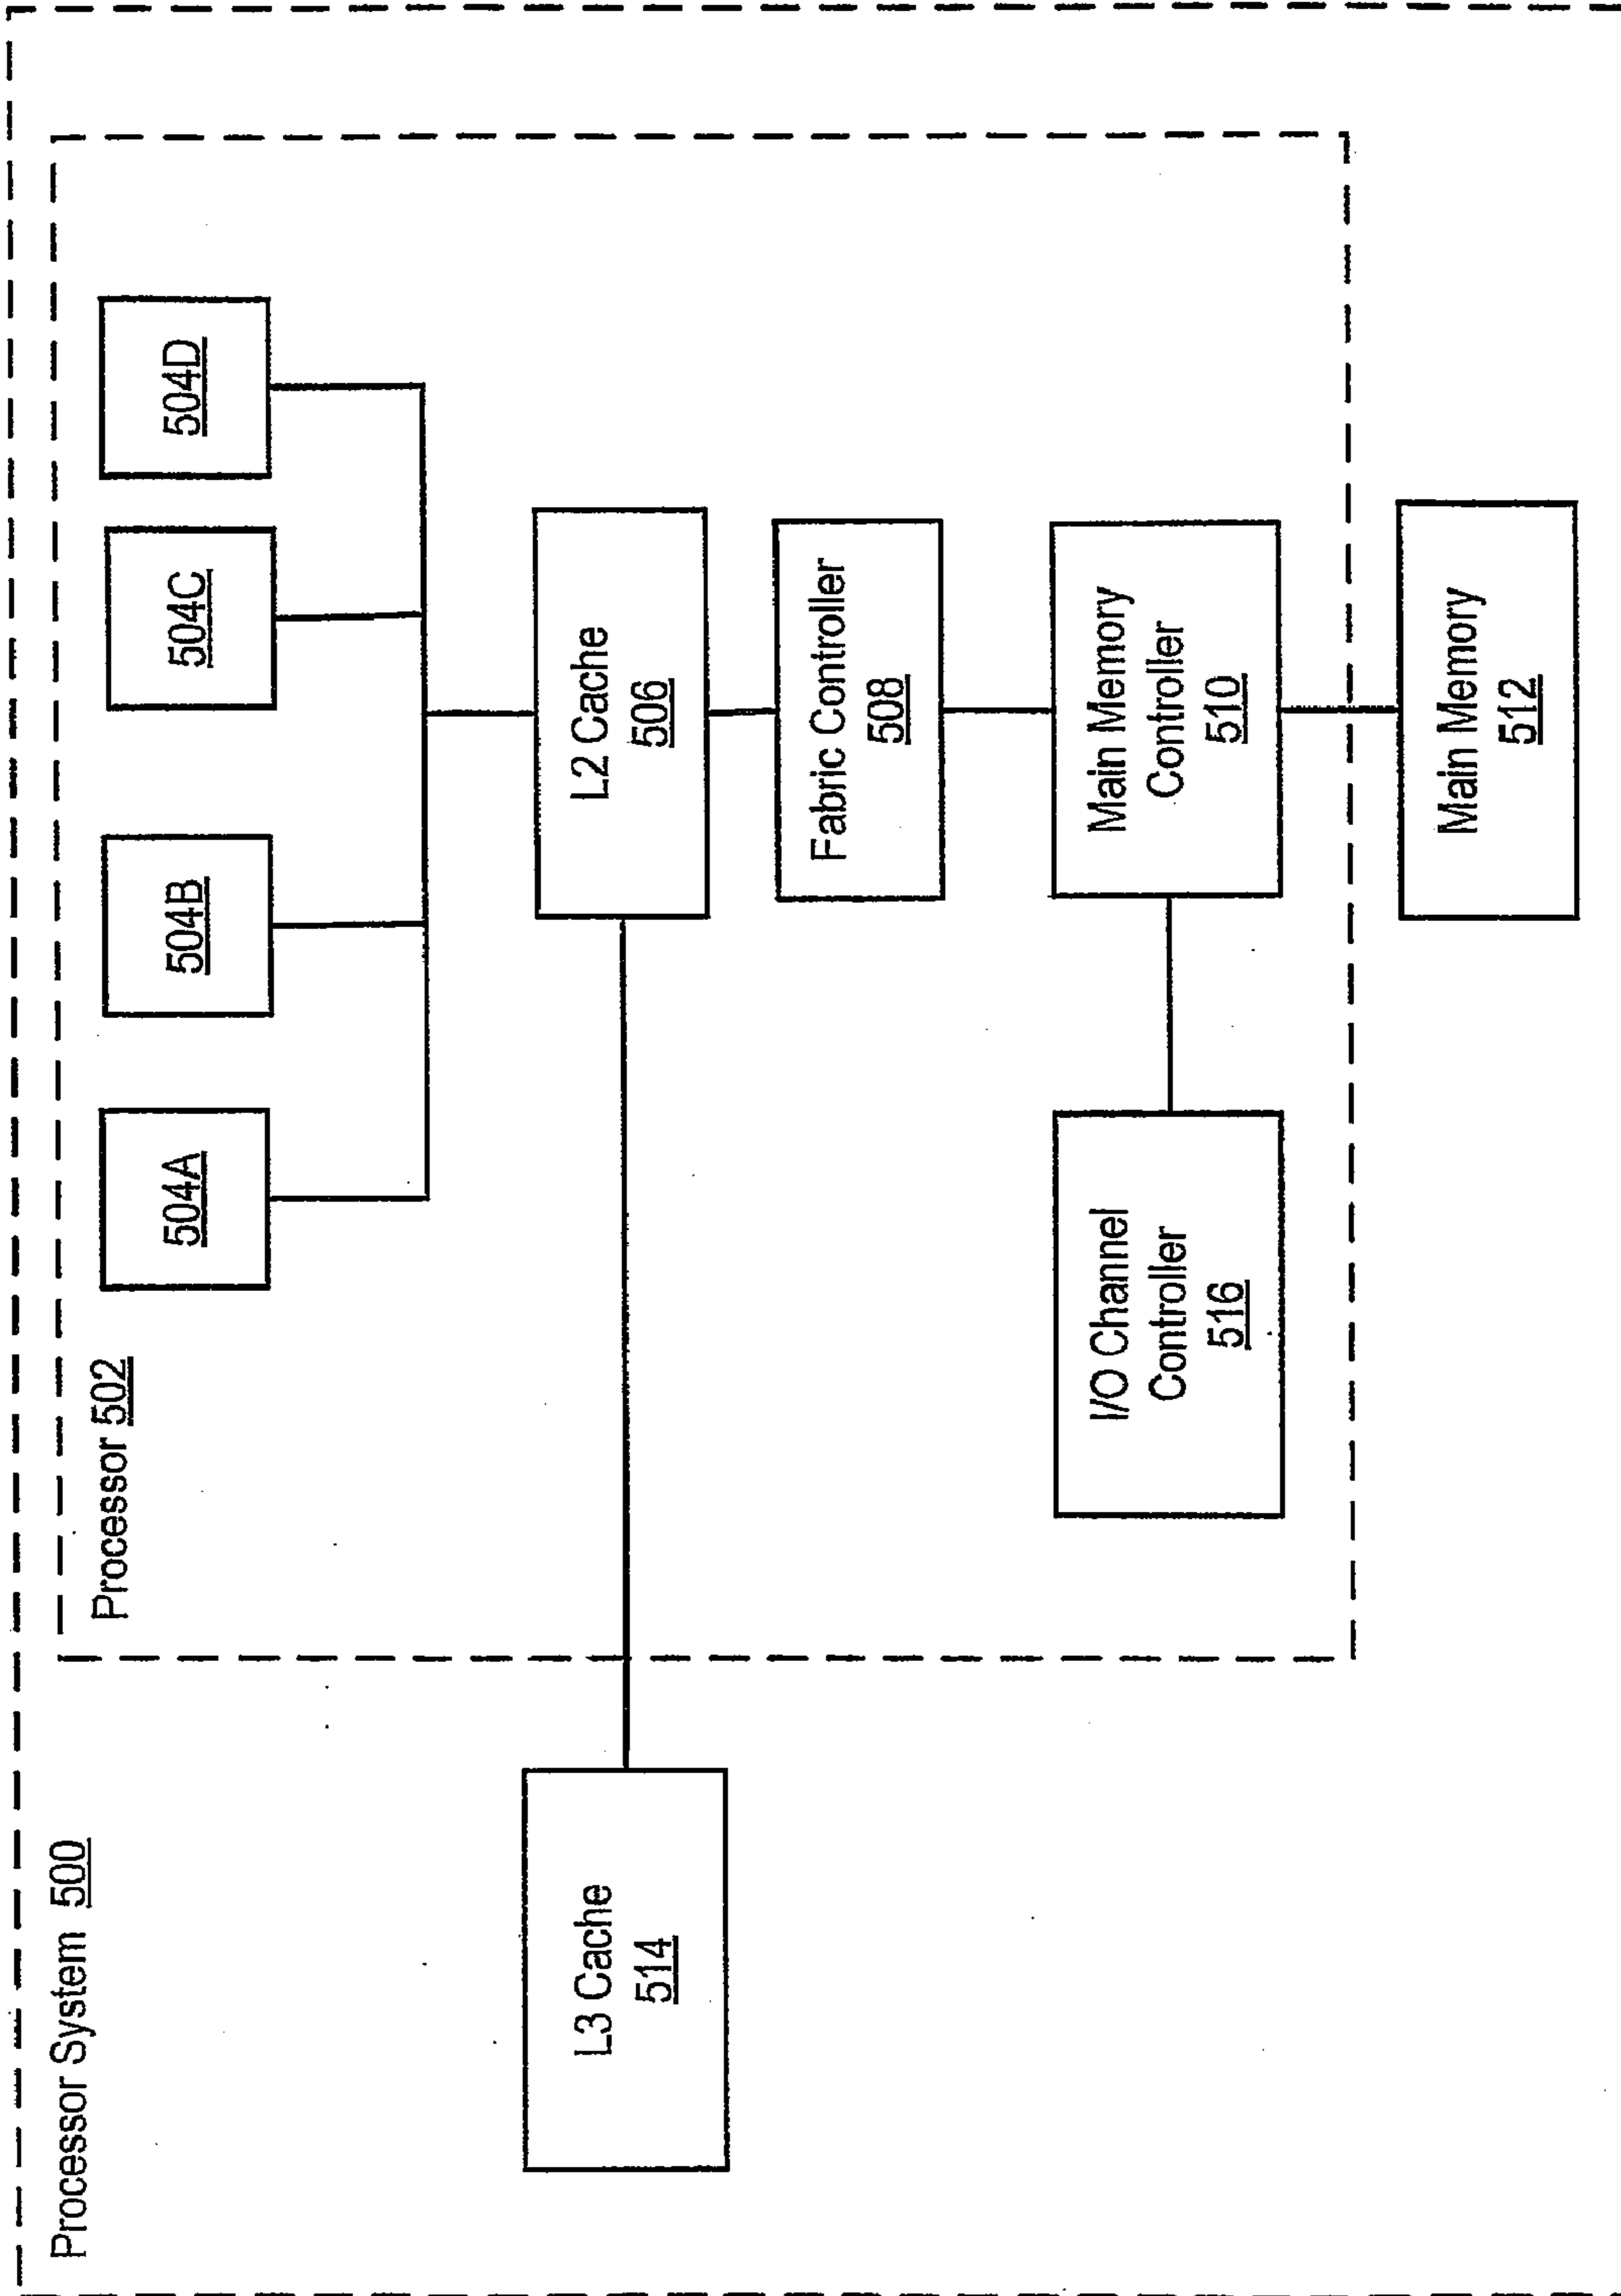 Processor System 500
Processor 502
504A
504B
504C
504D
L3 Cache
514
L2 Cache
506
Fabric Controller
508
I/O Channel
Controller
516
Main Memory
Controller
510
Main Memory
512